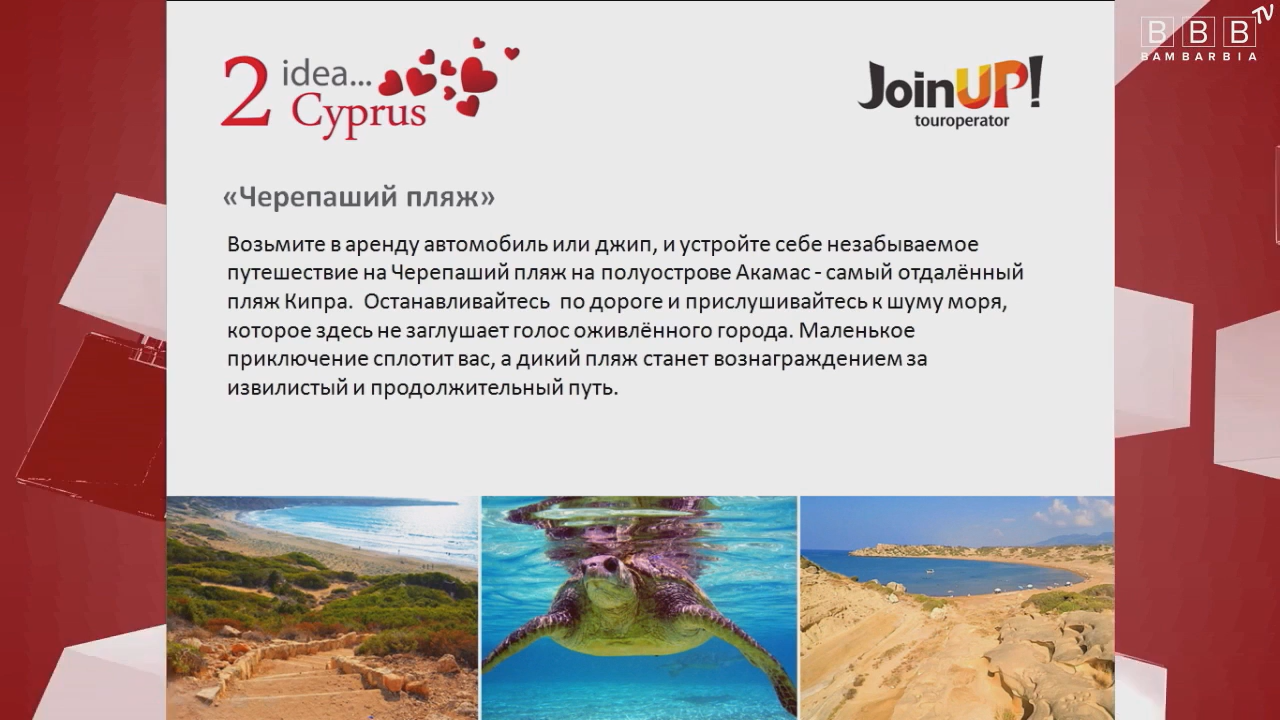 BBB TV
BAMBARBIA
2 idea...
Cyprus
JoinUP!
touroperator
«Черепаший пляж»
Возьмите в аренду автомобиль или джип, и устройте себе незабываемое
путешествие на Черепаший пляж на полуострове Акамас - самый отдалённый
пляж Кипра.  Останавливайтесь  по дороге и прислушивайтесь к шуму моря,
которое здесь не заглушает голос оживлённого города. Маленькое
приключение сплотит вас, а дикий пляж станет вознаграждением за
извилистый и продолжительный путь.